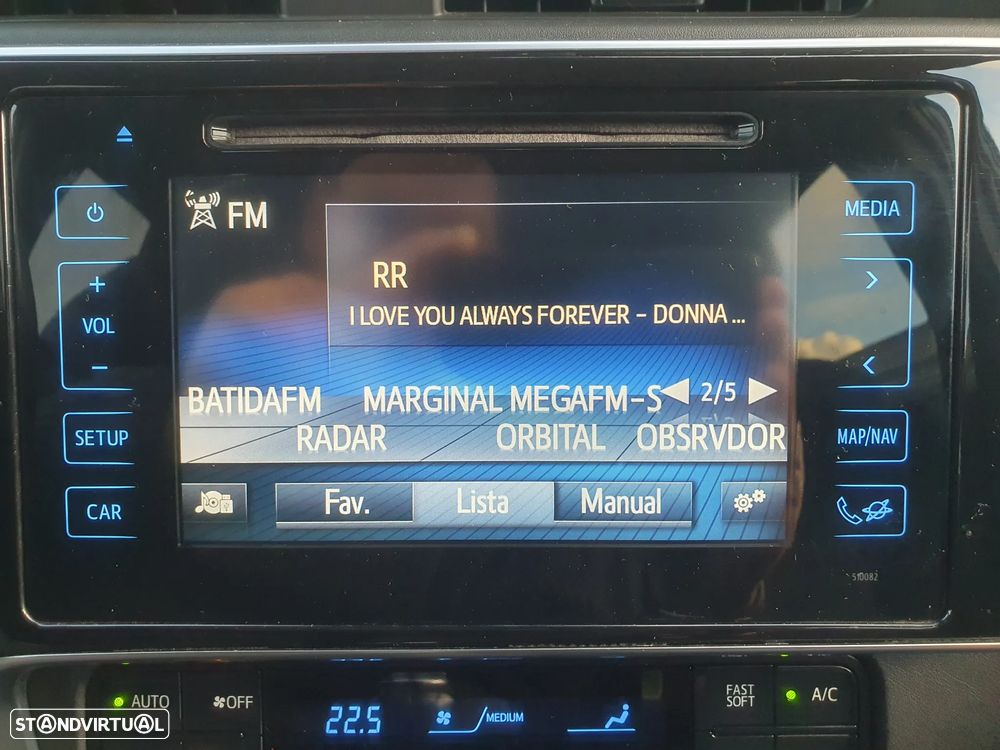 FM
MEDIA
RR
I LOVE YOU ALWAYS FOREVER - DONNA ...
+
VOL
-
BATIDAFM MARGINAL MEGAFM-S 2/5
RADAR ORBITAL OBSRVDOR
SETUP
MAP/NAV
CAR
Fav. Lista Manual
510082
AUTO OFF
22.5
MEDIUM
FAST
SOFT
A/C
STANDVIRTUAL